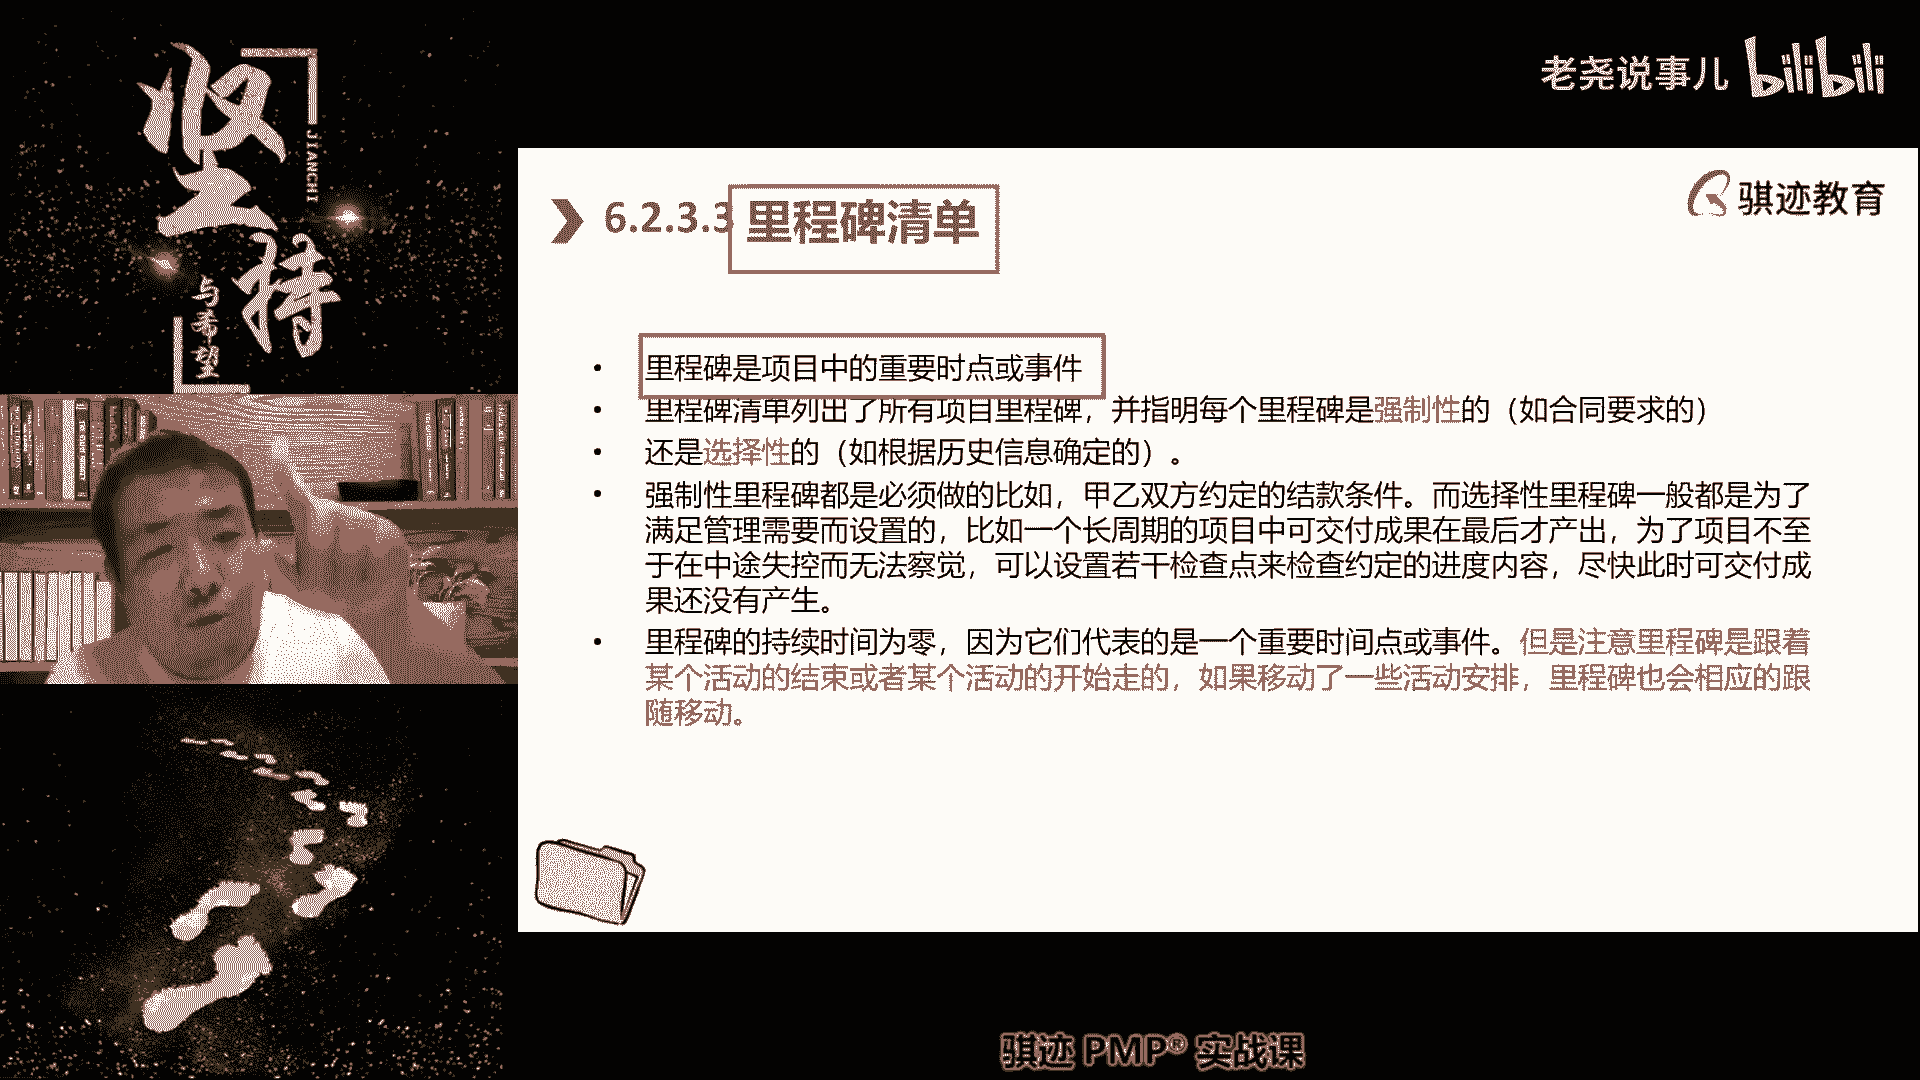 坚持
JIANCHI
与希望
老尧说事儿 bilibili
骐迹教育
6.2.3.3 里程碑清单
• 里程碑是项目中的重要时点或事件
• 里程碑清单列出了所有项目里程碑，并指明每个里程碑是强制性的（如合同要求的）
• 还是选择性的（如根据历史信息确定的）。
• 强制性里程碑都是必须做的比如，甲乙双方约定的结款条件。而选择性里程碑一般都是为了
满足管理需要而设置的，比如一个长周期的项目中可交付成果在最后才产出，为了项目不至
于在中途失控而无法察觉，可以设置若干检查点来检查约定的进度内容，尽快此时可交付成
果还没有产生。
• 里程碑的持续时间为零，因为它们代表的是一个重要时间点或事件。但是注意里程碑是跟着
某个活动的结束或者某个活动的开始走的，如果移动了一些活动安排，里程碑也会相应的跟
随移动。
骐迹 PMP® 实战课